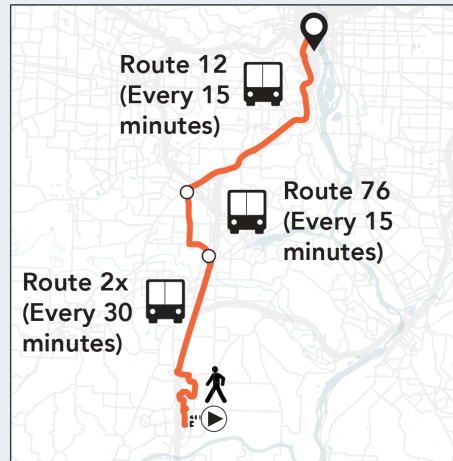 Route 12
(Every 15
minutes)
Route 76
(Every 15
minutes)
Route 2x
(Every 30
minutes)